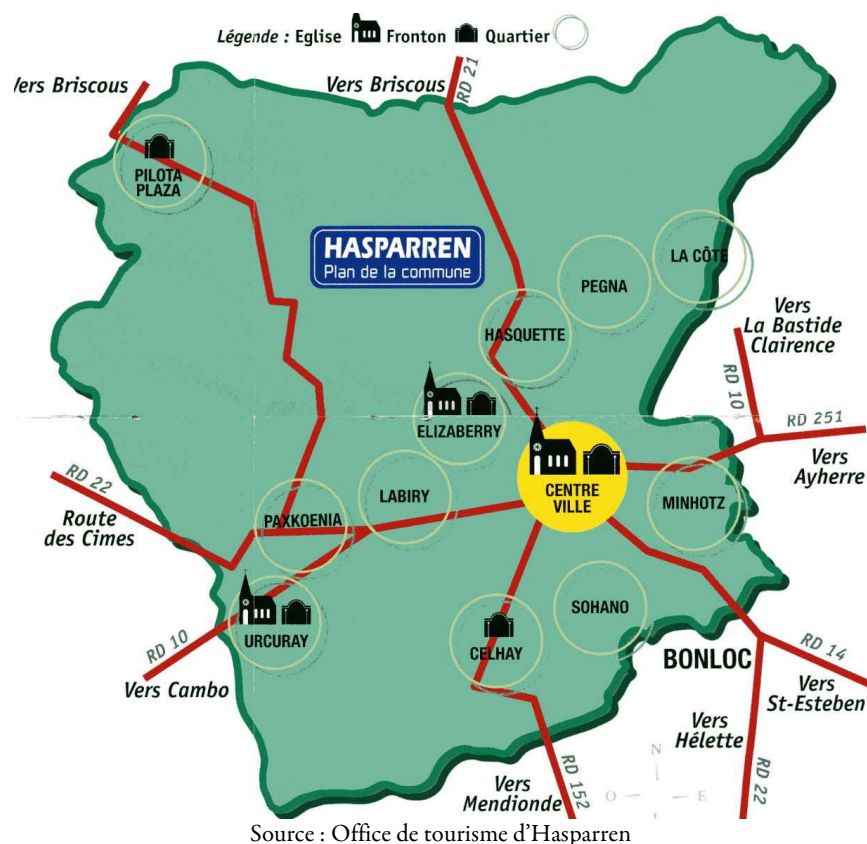 Légende : Eglise Fronton Quartier
Vers Briscous
Vers Briscous
RD 21
PILOTA
PLAZA
HASPARREN
Plan de la commune
LA CÔTE
PEGNA
HASQUETTE
Vers
La Bastide
Clairence
RD 10
RD 251
Vers
Ayherre
ELIZABERRY
CENTRE
VILLE
RD 22
Route
des Cimes
LABIRY
MINHOTZ
PAXKOENIA
URCURAY
CELHAY
SOHANO
RD 10
Vers Cambo
BONLOC
RD 14
Vers
St-Esteben
Vers
Hélette
RD 22
Vers
Mendionde
RD 152
N
O
E
Source : Office de tourisme d'Hasparren